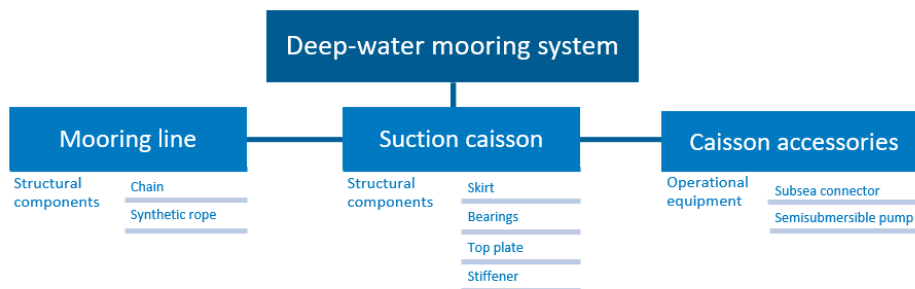 Deep-water mooring system
Mooring line
Suction caisson
Caisson accessories
Structural
components
Chain
Synthetic rope
Structural
components
Skirt
Bearings
Top plate
Stiffener
Operational
equipment
Subsea connector
Semisubmersible pump